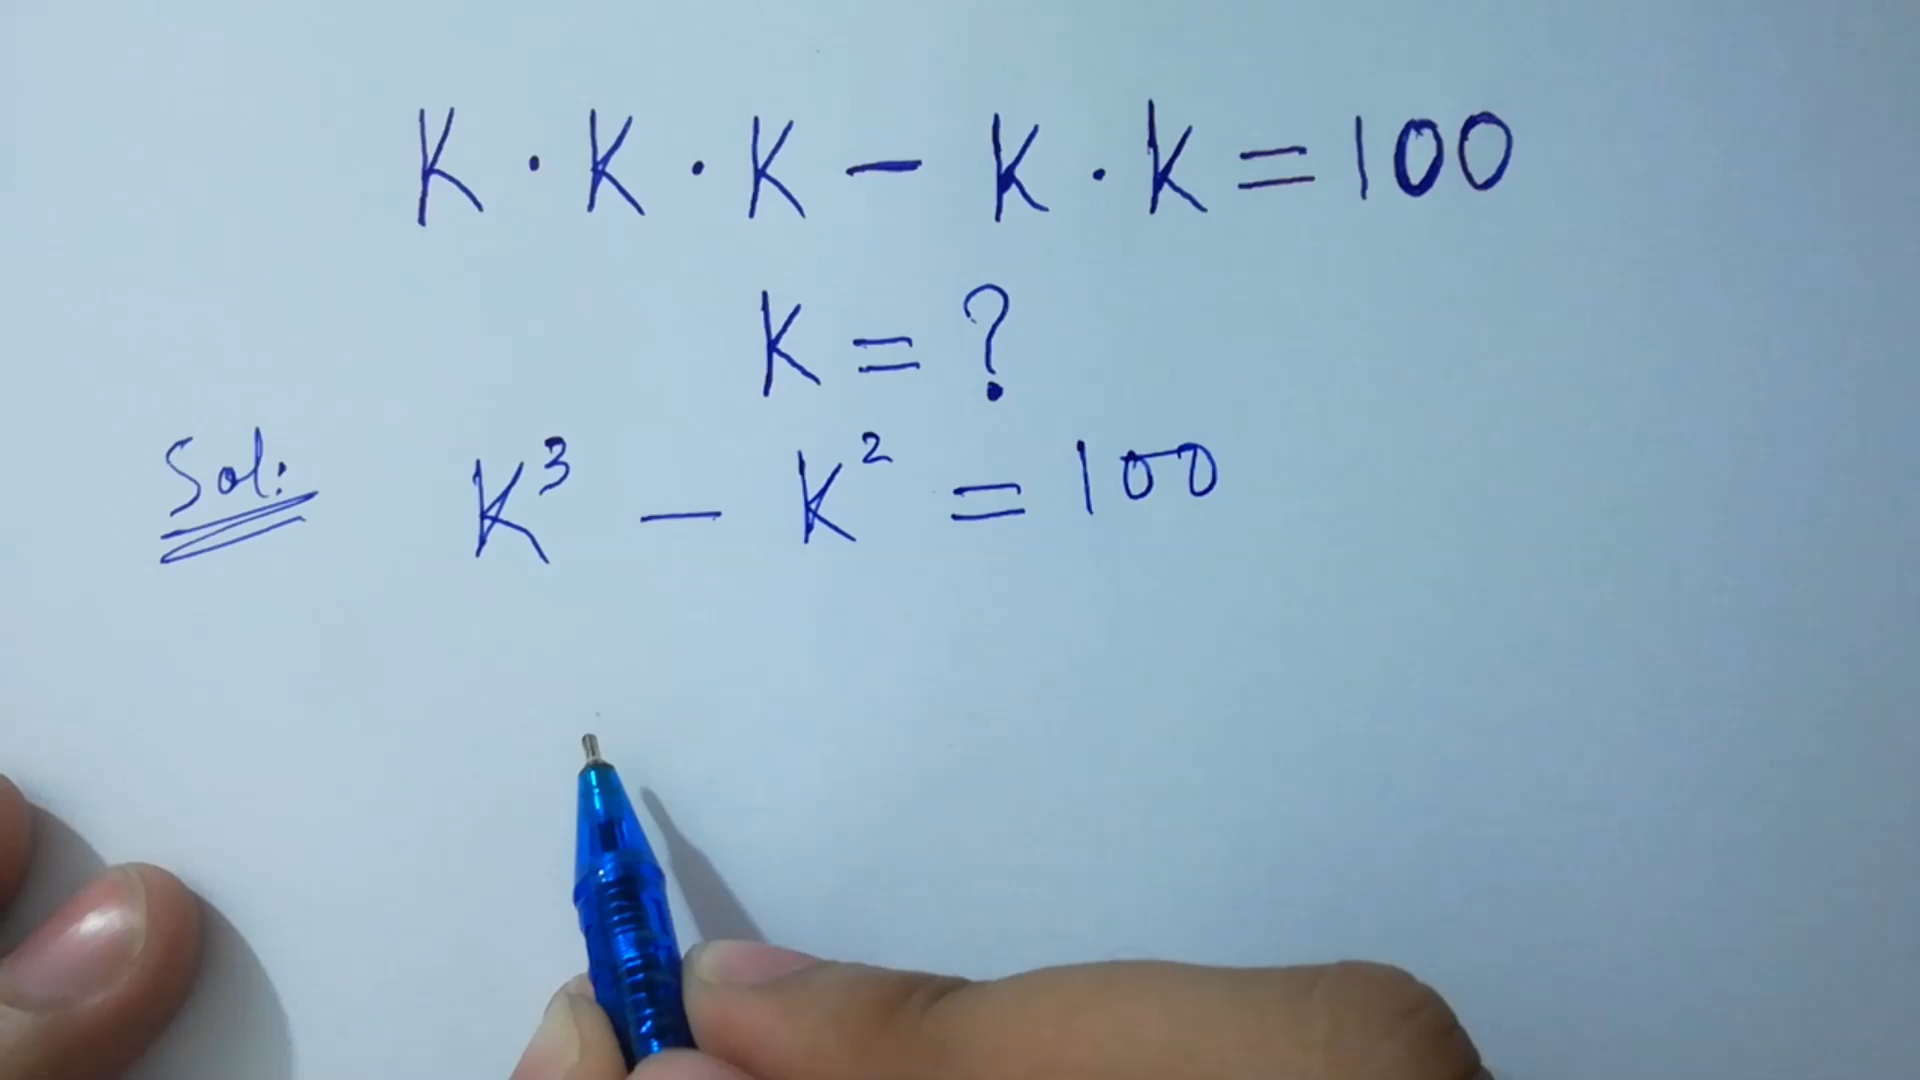 K · K · K − K · K = 100
K = ?
Sol: K³ − K² = 100